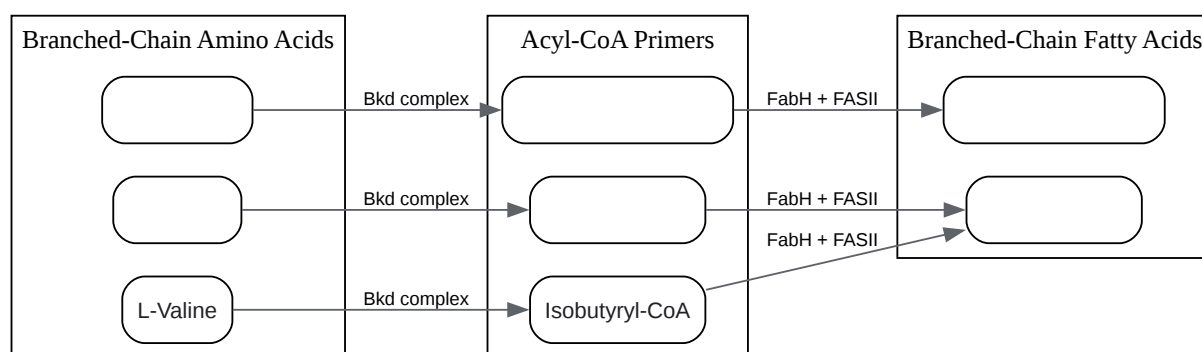 Branched-Chain Amino Acids
Acyl-CoA Primers
Branched-Chain Fatty Acids
Bkd complex
FabH + FASII
Bkd complex
FabH + FASII
FabH + FASII
L-Valine
Bkd complex
Isobutyryl-CoA